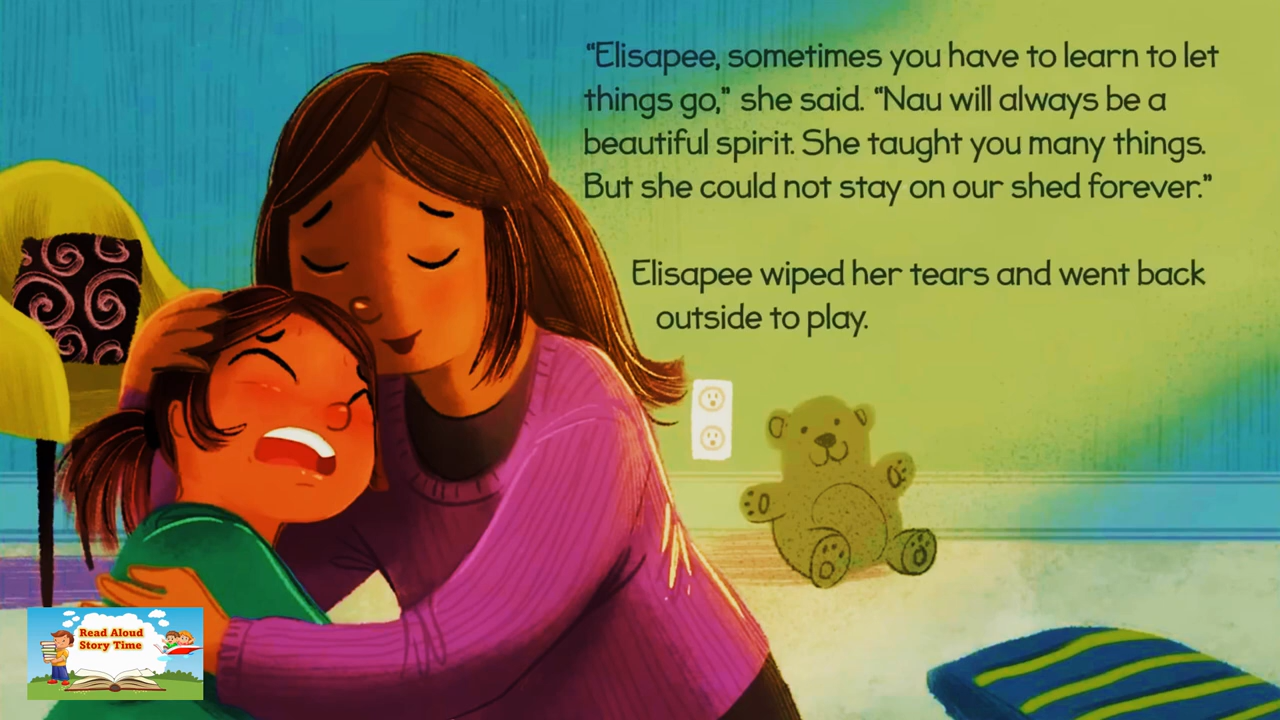 “Elisapee, sometimes you have to learn to let
things go,” she said. “Nau will always be a
beautiful spirit. She taught you many things.
But she could not stay on our shed forever.”
Elisapee wiped her tears and went back
outside to play.
Read Aloud
Story Time